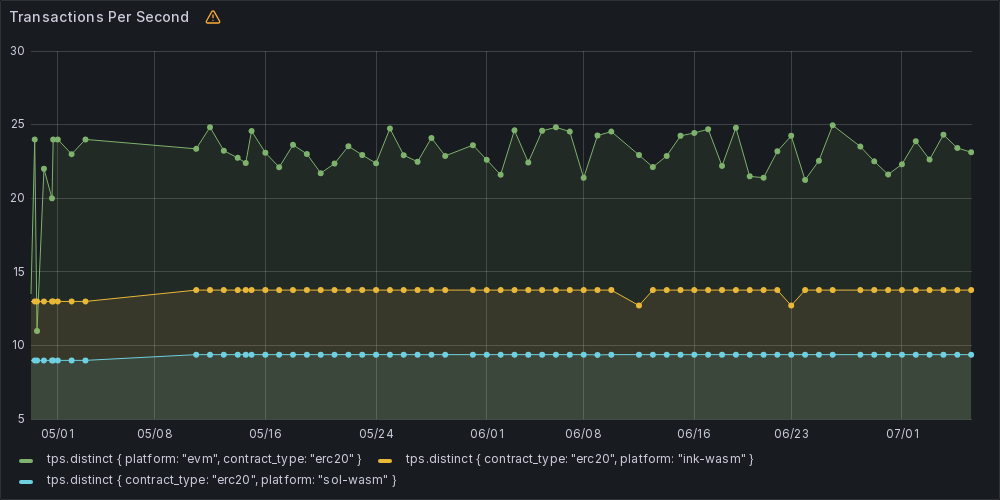 Transactions Per Second
30
25
20
15
10
5
05/01 05/08 05/16 05/24 06/01 06/08 06/16 06/23 07/01
tps.distinct { platform: "evm", contract_type: "erc20" } tps.distinct { contract_type: "erc20", platform: "ink-wasm" }
tps.distinct { contract_type: "erc20", platform: "sol-wasm" }